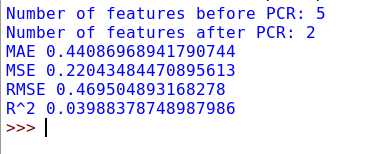 Number of features before PCR: 5
Number of features after PCR: 2
MAE 0.44086968941790744
MSE 0.22043484470895613
RMSE 0.469504893168278
R^2 0.03988378748987986
>>>